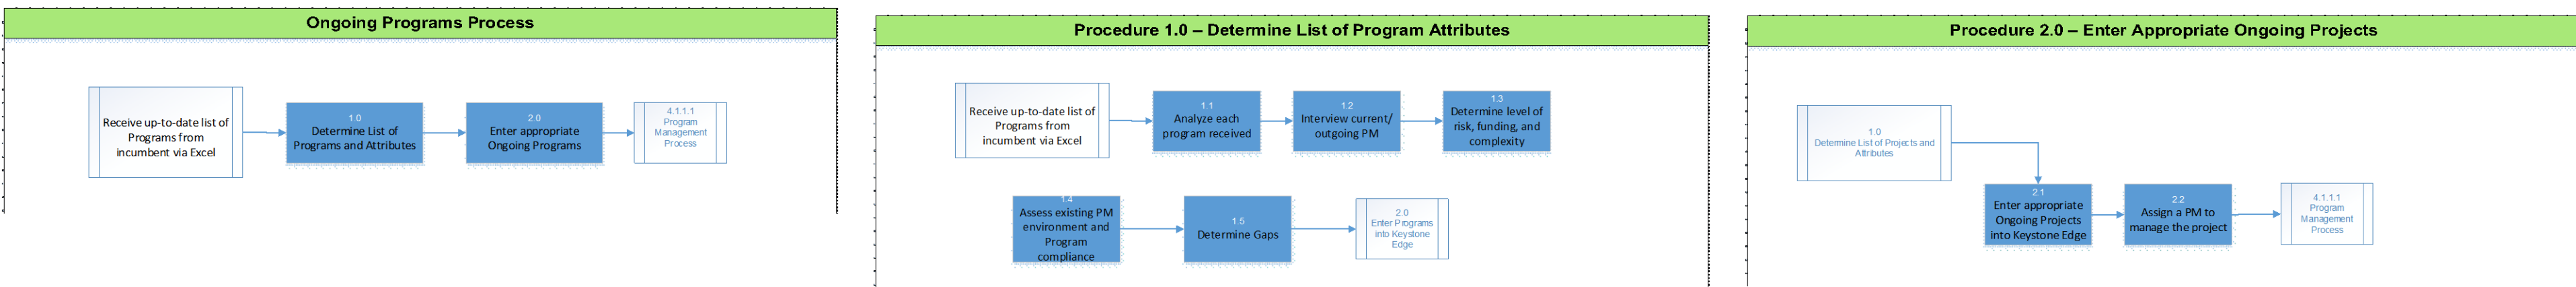 Ongoing Programs Process
Receive up-to-date list of
Programs from
incumbent via Excel
1.0
Determine List of
Programs and Attributes
2.0
Enter appropriate
Ongoing Programs
4.1.1.1
Program
Management
Process
Procedure 1.0 – Determine List of Program Attributes
Receive up-to-date list of
Programs from
incumbent via Excel
1.1
Analyze each
program received
1.2
Interview current/
outgoing PM
1.3
Determine level of
risk, funding, and
complexity
1.4
Assess existing PM
environment and
Program
compliance
1.5
Determine Gaps
2.0
Enter Programs
into Keystone
Edge
Procedure 2.0 – Enter Appropriate Ongoing Projects
1.0
Determine List of Projects and
Attributes
2.1
Enter appropriate
Ongoing Projects
into Keystone Edge
2.2
Assign a PM to
manage the project
4.1.1.1
Program
Management
Process